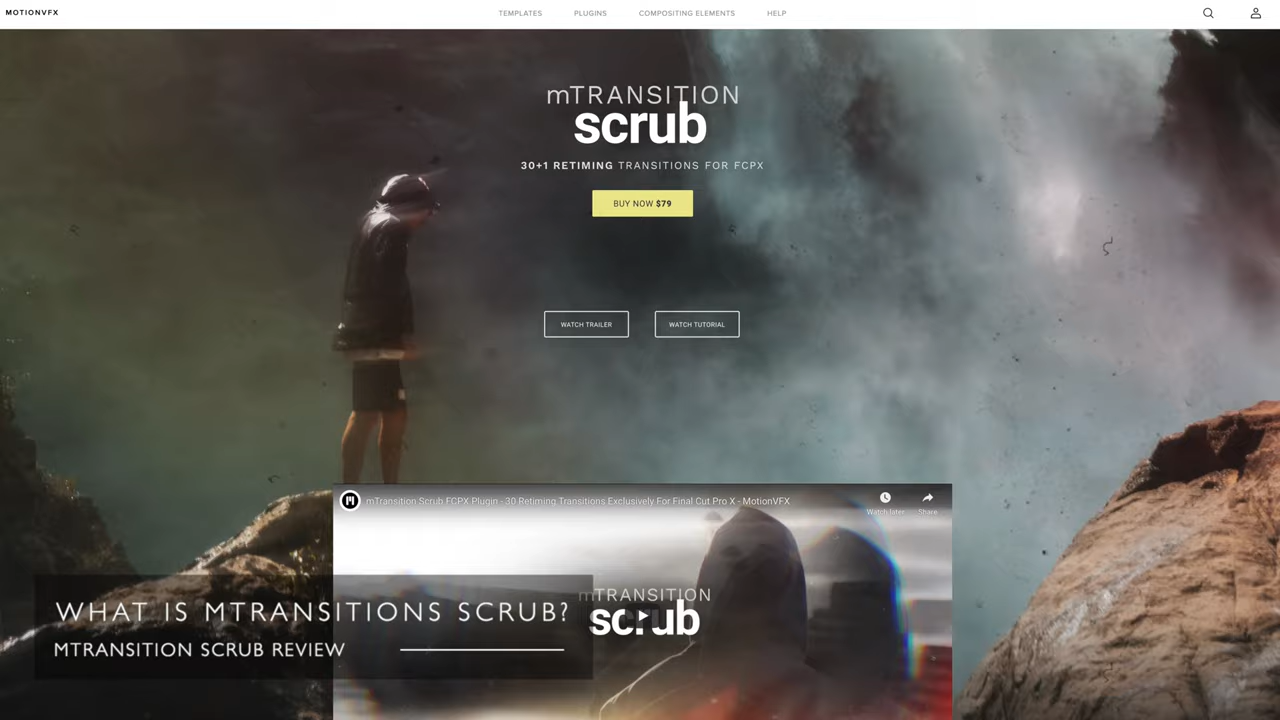 MOTIONVFX
TEMPLATES PLUGINS COMPOSITING ELEMENTS HELP
mTRANSITION
scrub
30+1 RETIMING TRANSITIONS FOR FCPX
BUY NOW $79
WATCH TRAILER WATCH TUTORIAL
mTransition Scrub FCPX Plugin - 30 Retiming Transitions Exclusively For Final Cut Pro X - MotionVFX
Watch later Share
mTRANSITION
scrub
WHAT IS MTRANSITIONS SCRUB?
MTRANSITION SCRUB REVIEW